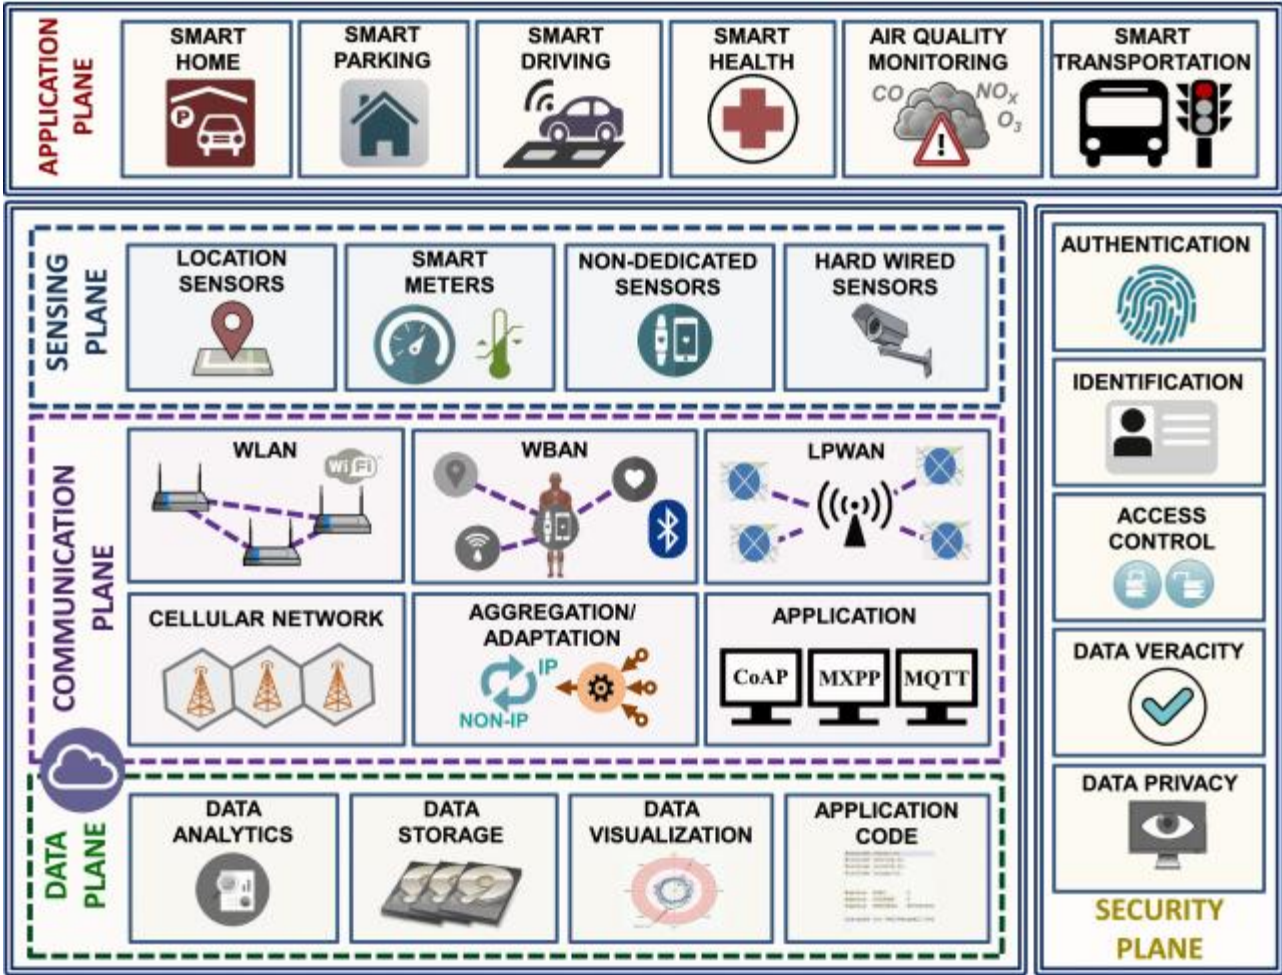 APPLICATION
PLANE
SMART
HOME
P
SMART
PARKING
SMART
DRIVING
SMART
HEALTH
AIR QUALITY
MONITORING
CO
NOX
O3
SMART
TRANSPORTATION
SENSING
PLANE
LOCATION
SENSORS
SMART
METERS
NON-DEDICATED
SENSORS
HARD WIRED
SENSORS
COMMUNICATION
PLANE
WLAN
WiFi
WBAN
LPWAN
CELLULAR NETWORK
AGGREGATION/
ADAPTATION
IP
NON-IP
APPLICATION
CoAP
MXPP
MQTT
DATA
PLANE
DATA
ANALYTICS
DATA
STORAGE
DATA
VISUALIZATION
APPLICATION
CODE
AUTHENTICATION
IDENTIFICATION
ACCESS
CONTROL
DATA VERACITY
DATA PRIVACY
SECURITY
PLANE